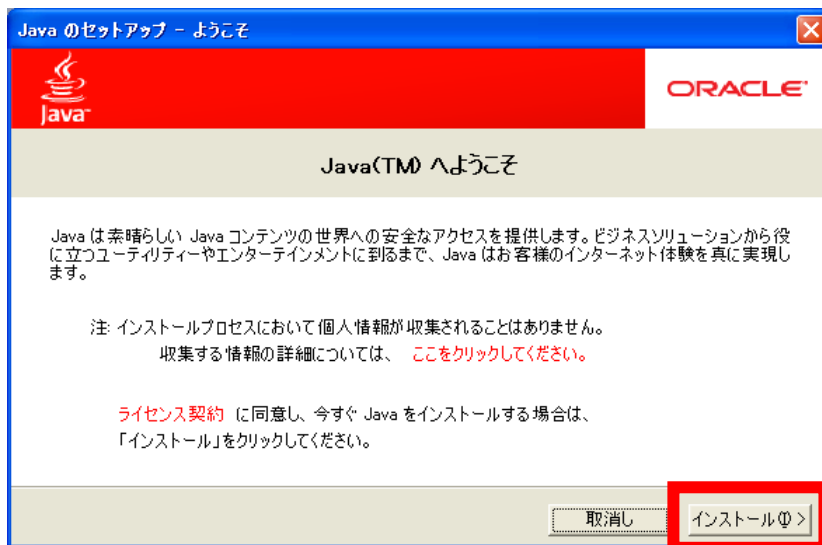 Java のセットアップ - ようこそ
Java
ORACLE
Java(TM) へようこそ
Java は素晴らしい Java コンテンツの世界への安全なアクセスを提供します。ビジネスソリューションから役
に立つユーティリティーやエンターテインメントに到るまで、Java はお客様のインターネット体験を真に実現し
ます。
注: インストールプロセスにおいて個人情報が収集されることはありません。
収集する情報の詳細については、 ここをクリックしてください。
ライセンス契約 に同意し、今すぐ Java をインストールする場合は、
「インストール」をクリックしてください。
取消し
インストール(I) >